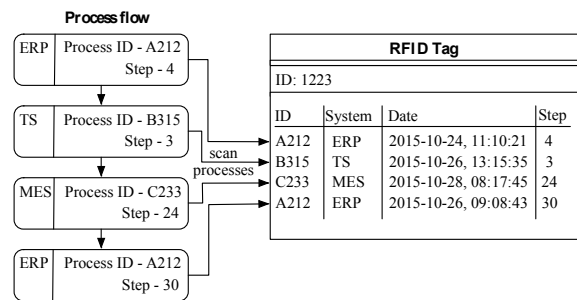 Process flow
ERP Process ID - A212
Step - 4
TS Process ID - B315
Step - 3
MES Process ID - C233
Step - 24
ERP Process ID - A212
Step - 30
scan
processes
RFID Tag
ID: 1223
ID System Date Step
A212 ERP 2015-10-24, 11:10:21 4
B315 TS 2015-10-26, 13:15:35 3
C233 MES 2015-10-28, 08:17:45 24
A212 ERP 2015-10-26, 09:08:43 30